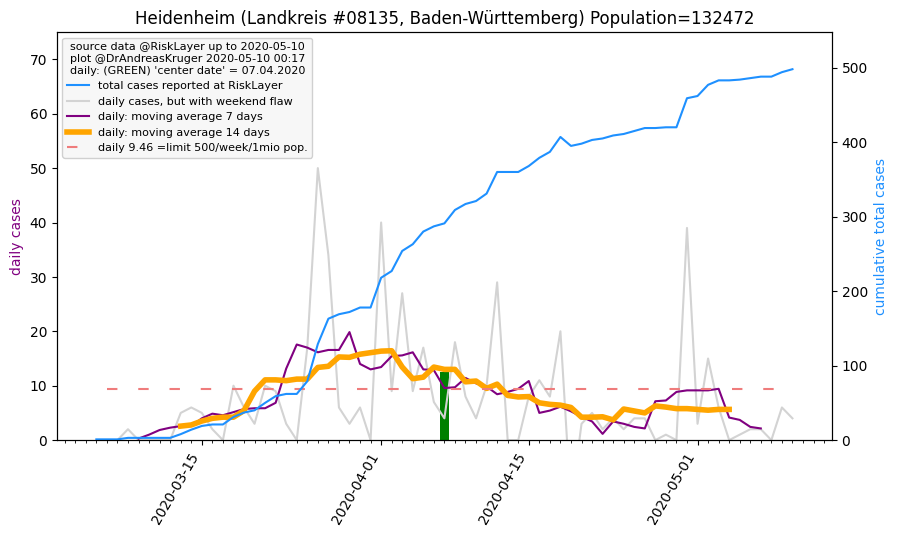 Heidenheim (Landkreis #08135, Baden-Württemberg) Population=132472
source data @RiskLayer up to 2020-05-10
plot @DrAndreasKruger 2020-05-10 00:17
daily: (GREEN) 'center date' = 07.04.2020
total cases reported at RiskLayer
daily cases, but with weekend flaw
daily: moving average 7 days
daily: moving average 14 days
daily 9.46 =limit 500/week/1mio pop.
daily cases
70
60
50
40
30
20
10
0
cumulative total cases
500
400
300
200
100
0
2020-03-15
2020-04-01
2020-04-15
2020-05-01